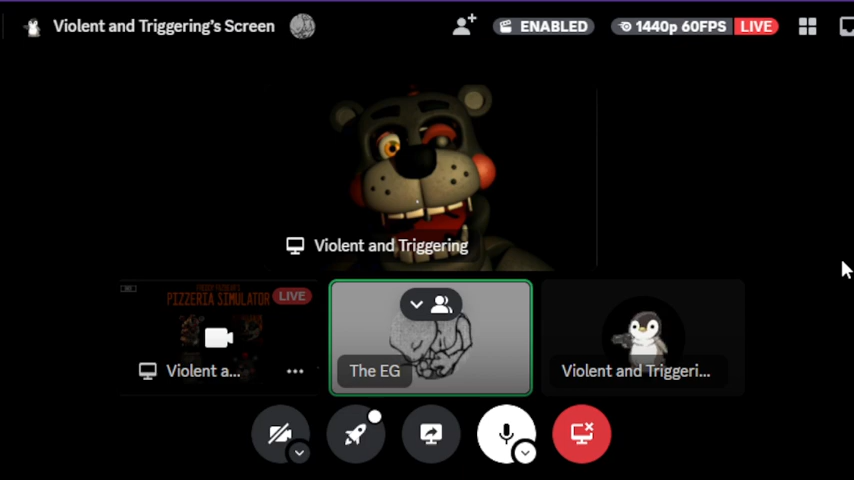 Violent and Triggering's Screen
ENABLED
1440p 60FPS LIVE
Violent and Triggering
PIZZERIA SIMULATOR
LIVE
Violent a...
The EG
Violent and Triggeri...